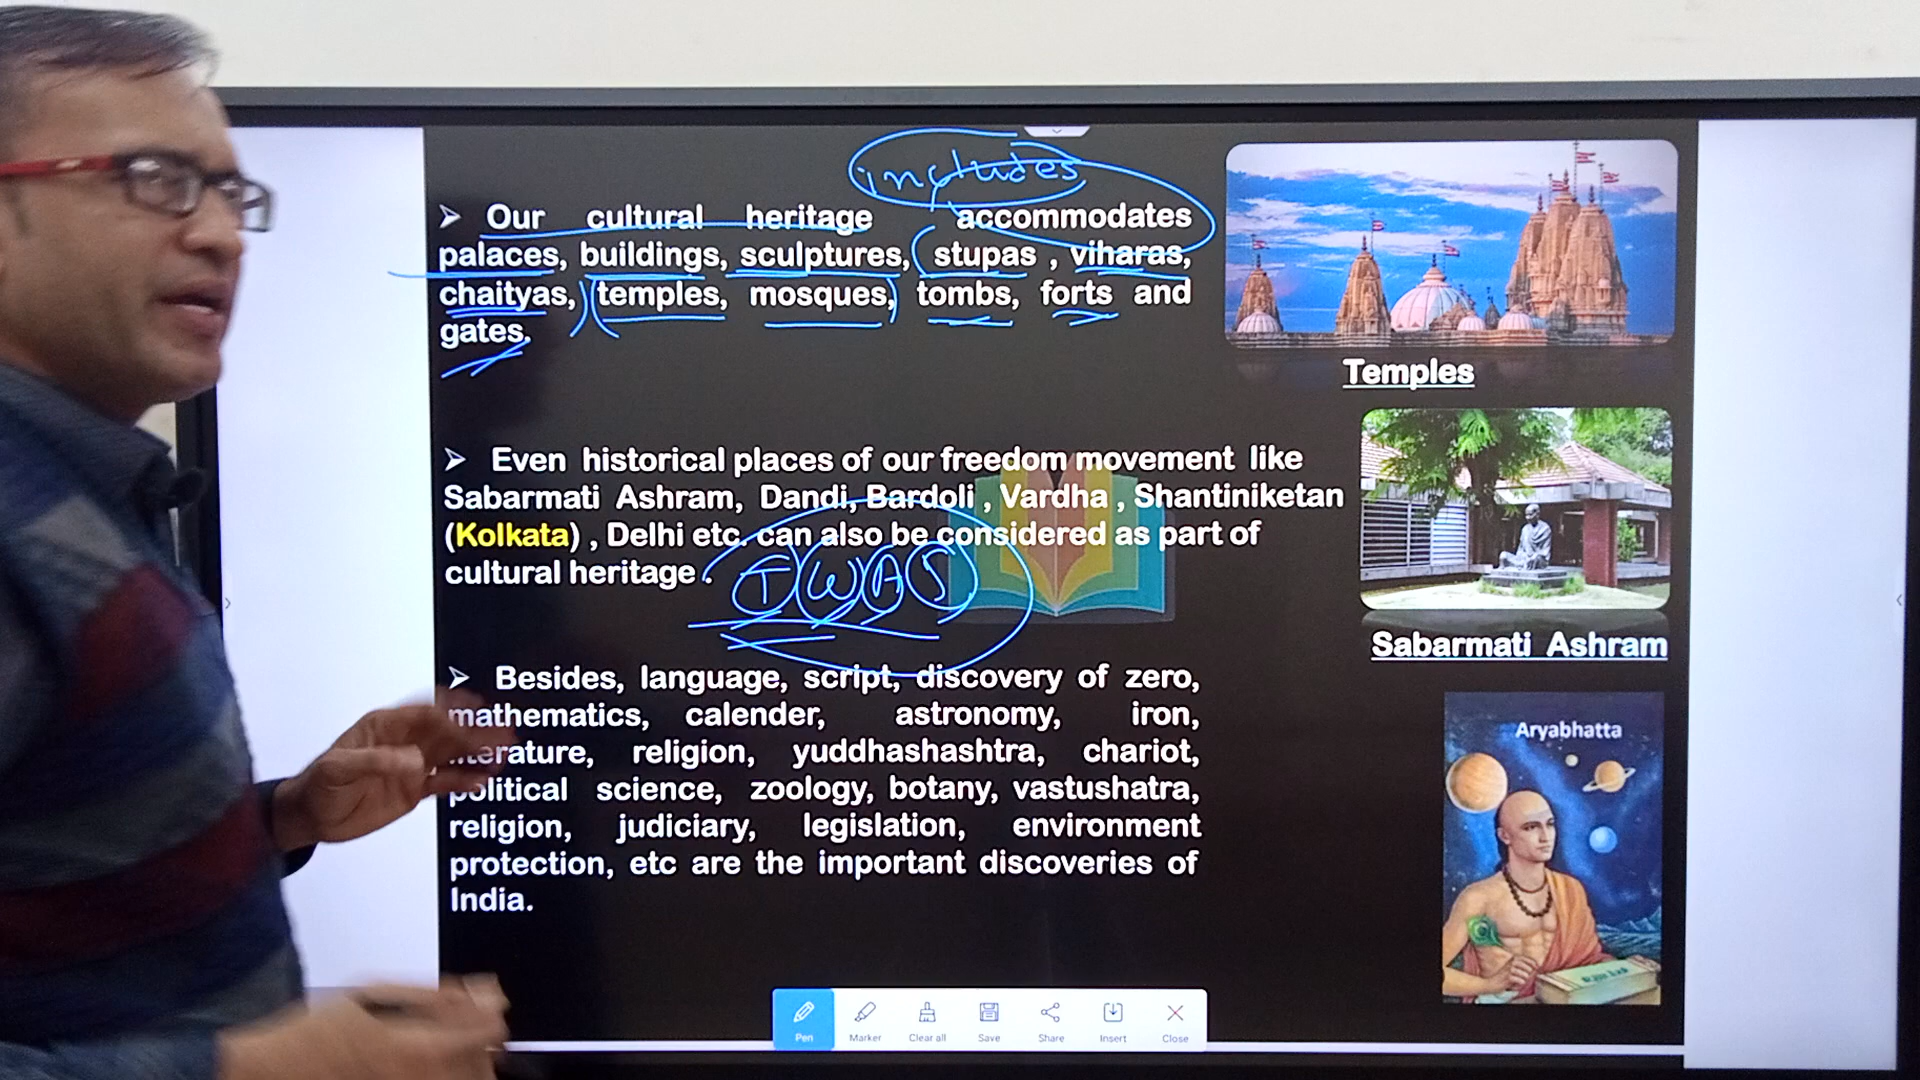 includes
➤ Our cultural heritage accommodates
palaces, buildings, sculptures, stupas , viharas,
chaityas, temples, mosques, tombs, forts and
gates.
Temples
➤ Even historical places of our freedom movement like
Sabarmati Ashram, Dandi, Bardoli , Vardha , Shantiniketan
(Kolkata) , Delhi etc. can also be considered as part of
cultural heritage .
TWAS
Sabarmati Ashram
➤ Besides, language, script, discovery of zero,
mathematics, calender, astronomy, iron,
literature, religion, yuddhashashtra, chariot,
political science, zoology, botany, vastushatra,
religion, judiciary, legislation, environment
protection, etc are the important discoveries of
India.
Aryabhatta
Pen Marker Clear all Save Share Insert Close